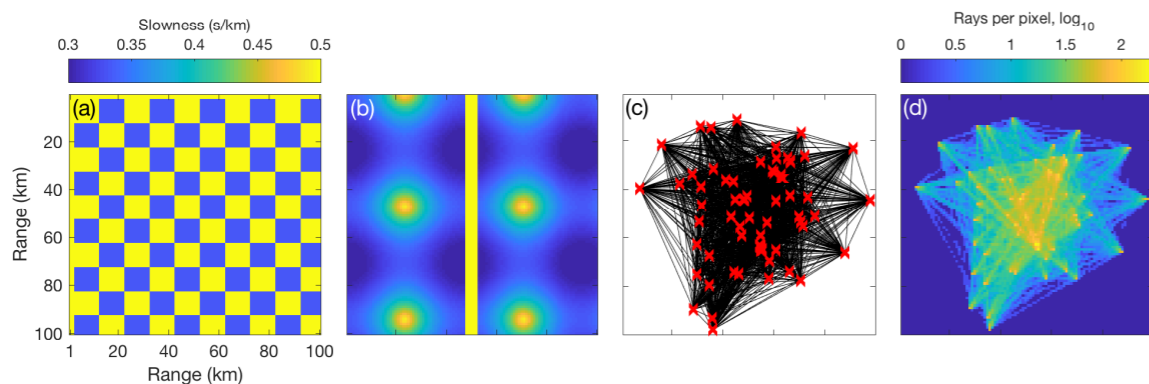 Slowness (s/km)
0.3 0.35 0.4 0.45 0.5
Rays per pixel, log10
0 0.5 1 1.5 2
(a)
(b)
(c)
(d)
Range (km)
20
40
60
80
100
1 20 40 60 80 100
Range (km)